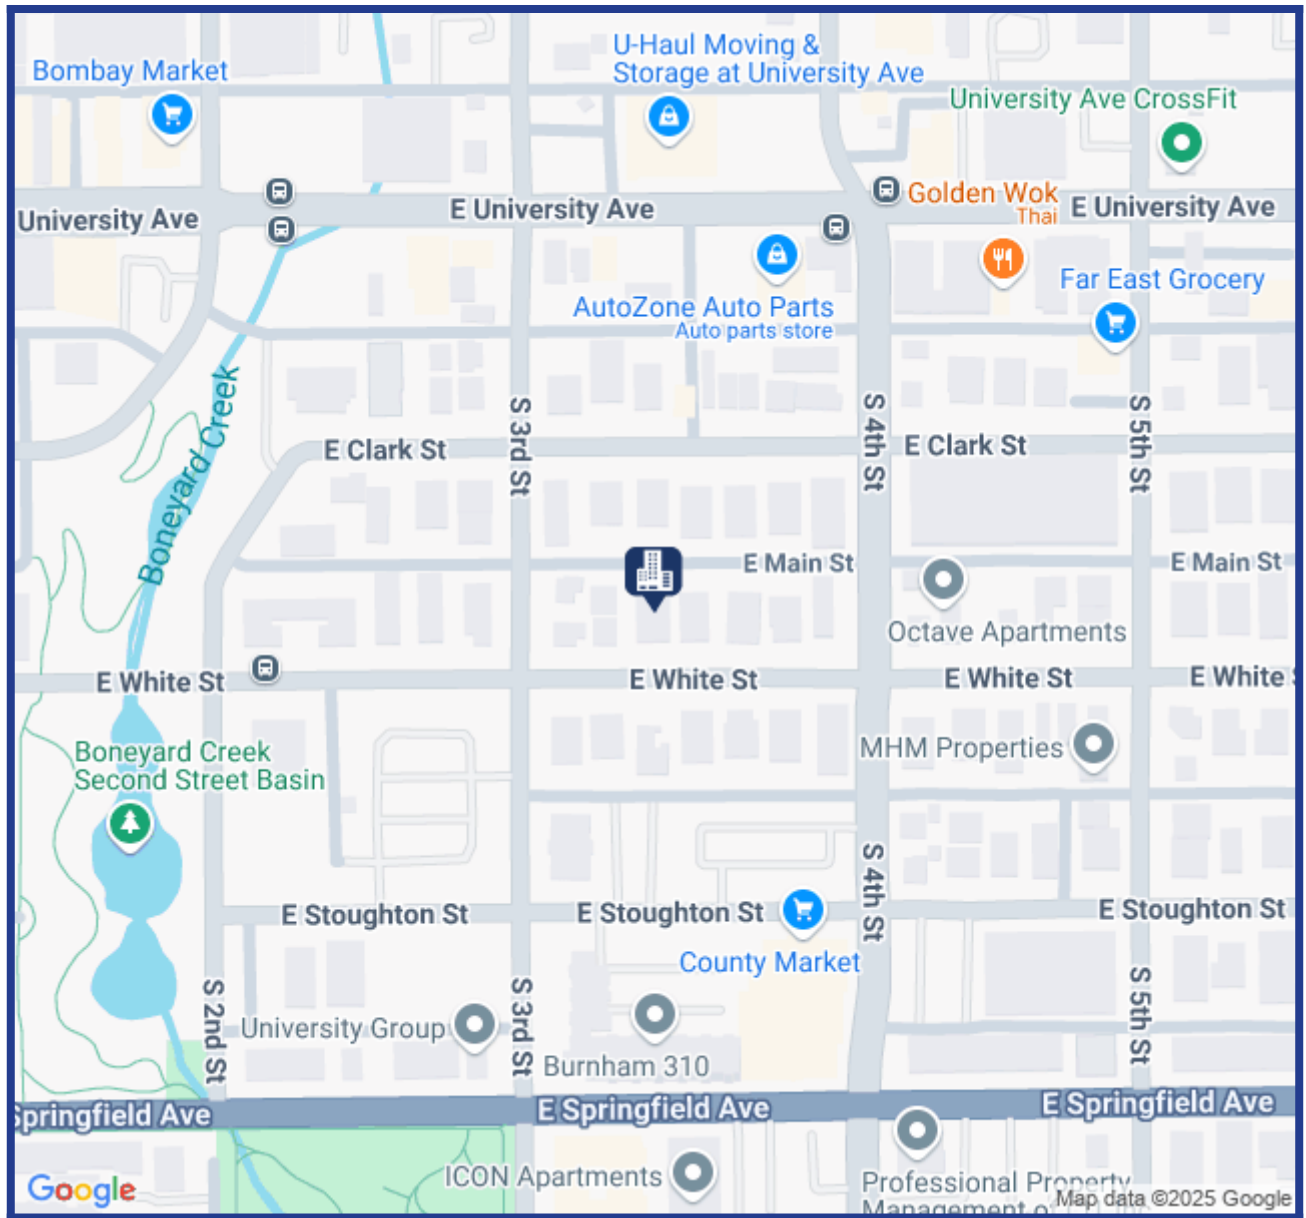 U-Haul Moving &
Storage at University Ave
Bombay Market
University Ave CrossFit
Golden Wok
Thai
University Ave
E University Ave
E University Ave
Far East Grocery
AutoZone Auto Parts
Auto parts store
Boneyard Creek
S 3rd St
S 4th St
S 5th St
E Clark St
E Clark St
E Main St
E Main St
Octave Apartments
E White St
E White St
E White St
E White
MHM Properties
Boneyard Creek
Second Street Basin
S 4th St
E Stoughton St
E Stoughton St
E Stoughton St
County Market
S 2nd St
S 3rd St
S 5th St
University Group
Burnham 310
Springfield Ave
E Springfield Ave
E Springfield Ave
ICON Apartments
Professional Property
Management o
Google
Map data ©2025 Google